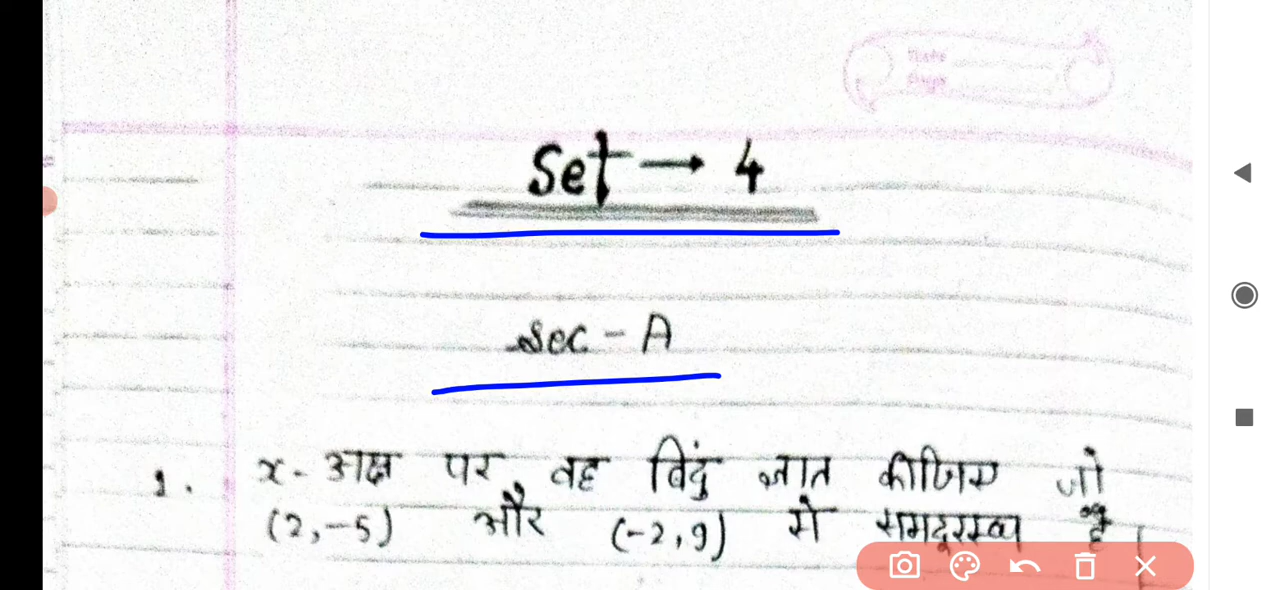 Set → 4
Sec - A
1. x- अक्ष पर वह बिंदु ज्ञात कीजिए जो
(2,-5) और (-2,9) से समदूरस्थ है।